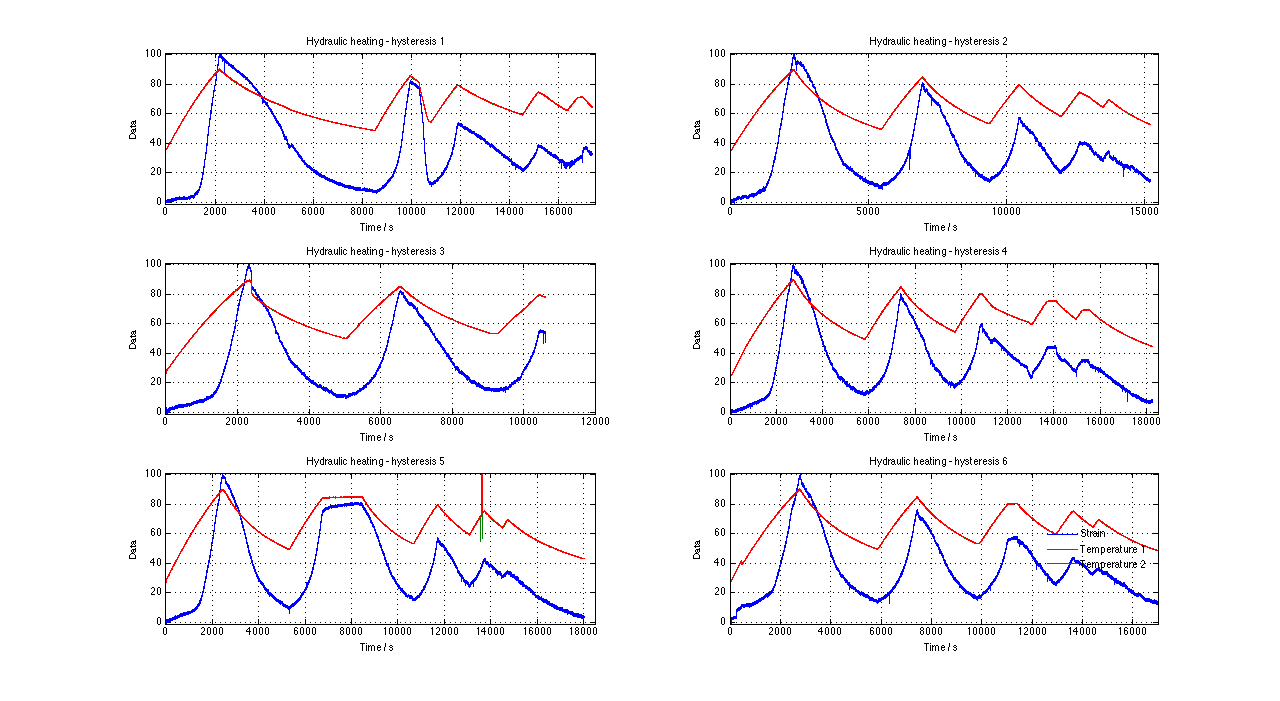 Hydraulic heating - hysteresis 1
100
80
60
40
20
0
Data
0 2000 4000 6000 8000 10000 12000 14000 16000
Time / s
Hydraulic heating - hysteresis 2
100
80
60
40
20
0
Data
0 5000 10000 15000
Time / s
Hydraulic heating - hysteresis 3
100
80
60
40
20
0
Data
0 2000 4000 6000 8000 10000 12000
Time / s
Hydraulic heating - hysteresis 4
100
80
60
40
20
0
Data
0 2000 4000 6000 8000 10000 12000 14000 16000 18000
Time / s
Hydraulic heating - hysteresis 5
100
80
60
40
20
0
Data
0 2000 4000 6000 8000 10000 12000 14000 16000 18000
Time / s
Hydraulic heating - hysteresis 6
100
80
60
40
20
0
Data
Strain
Temperature 1
Temperature 2
0 2000 4000 6000 8000 10000 12000 14000 16000
Time / s